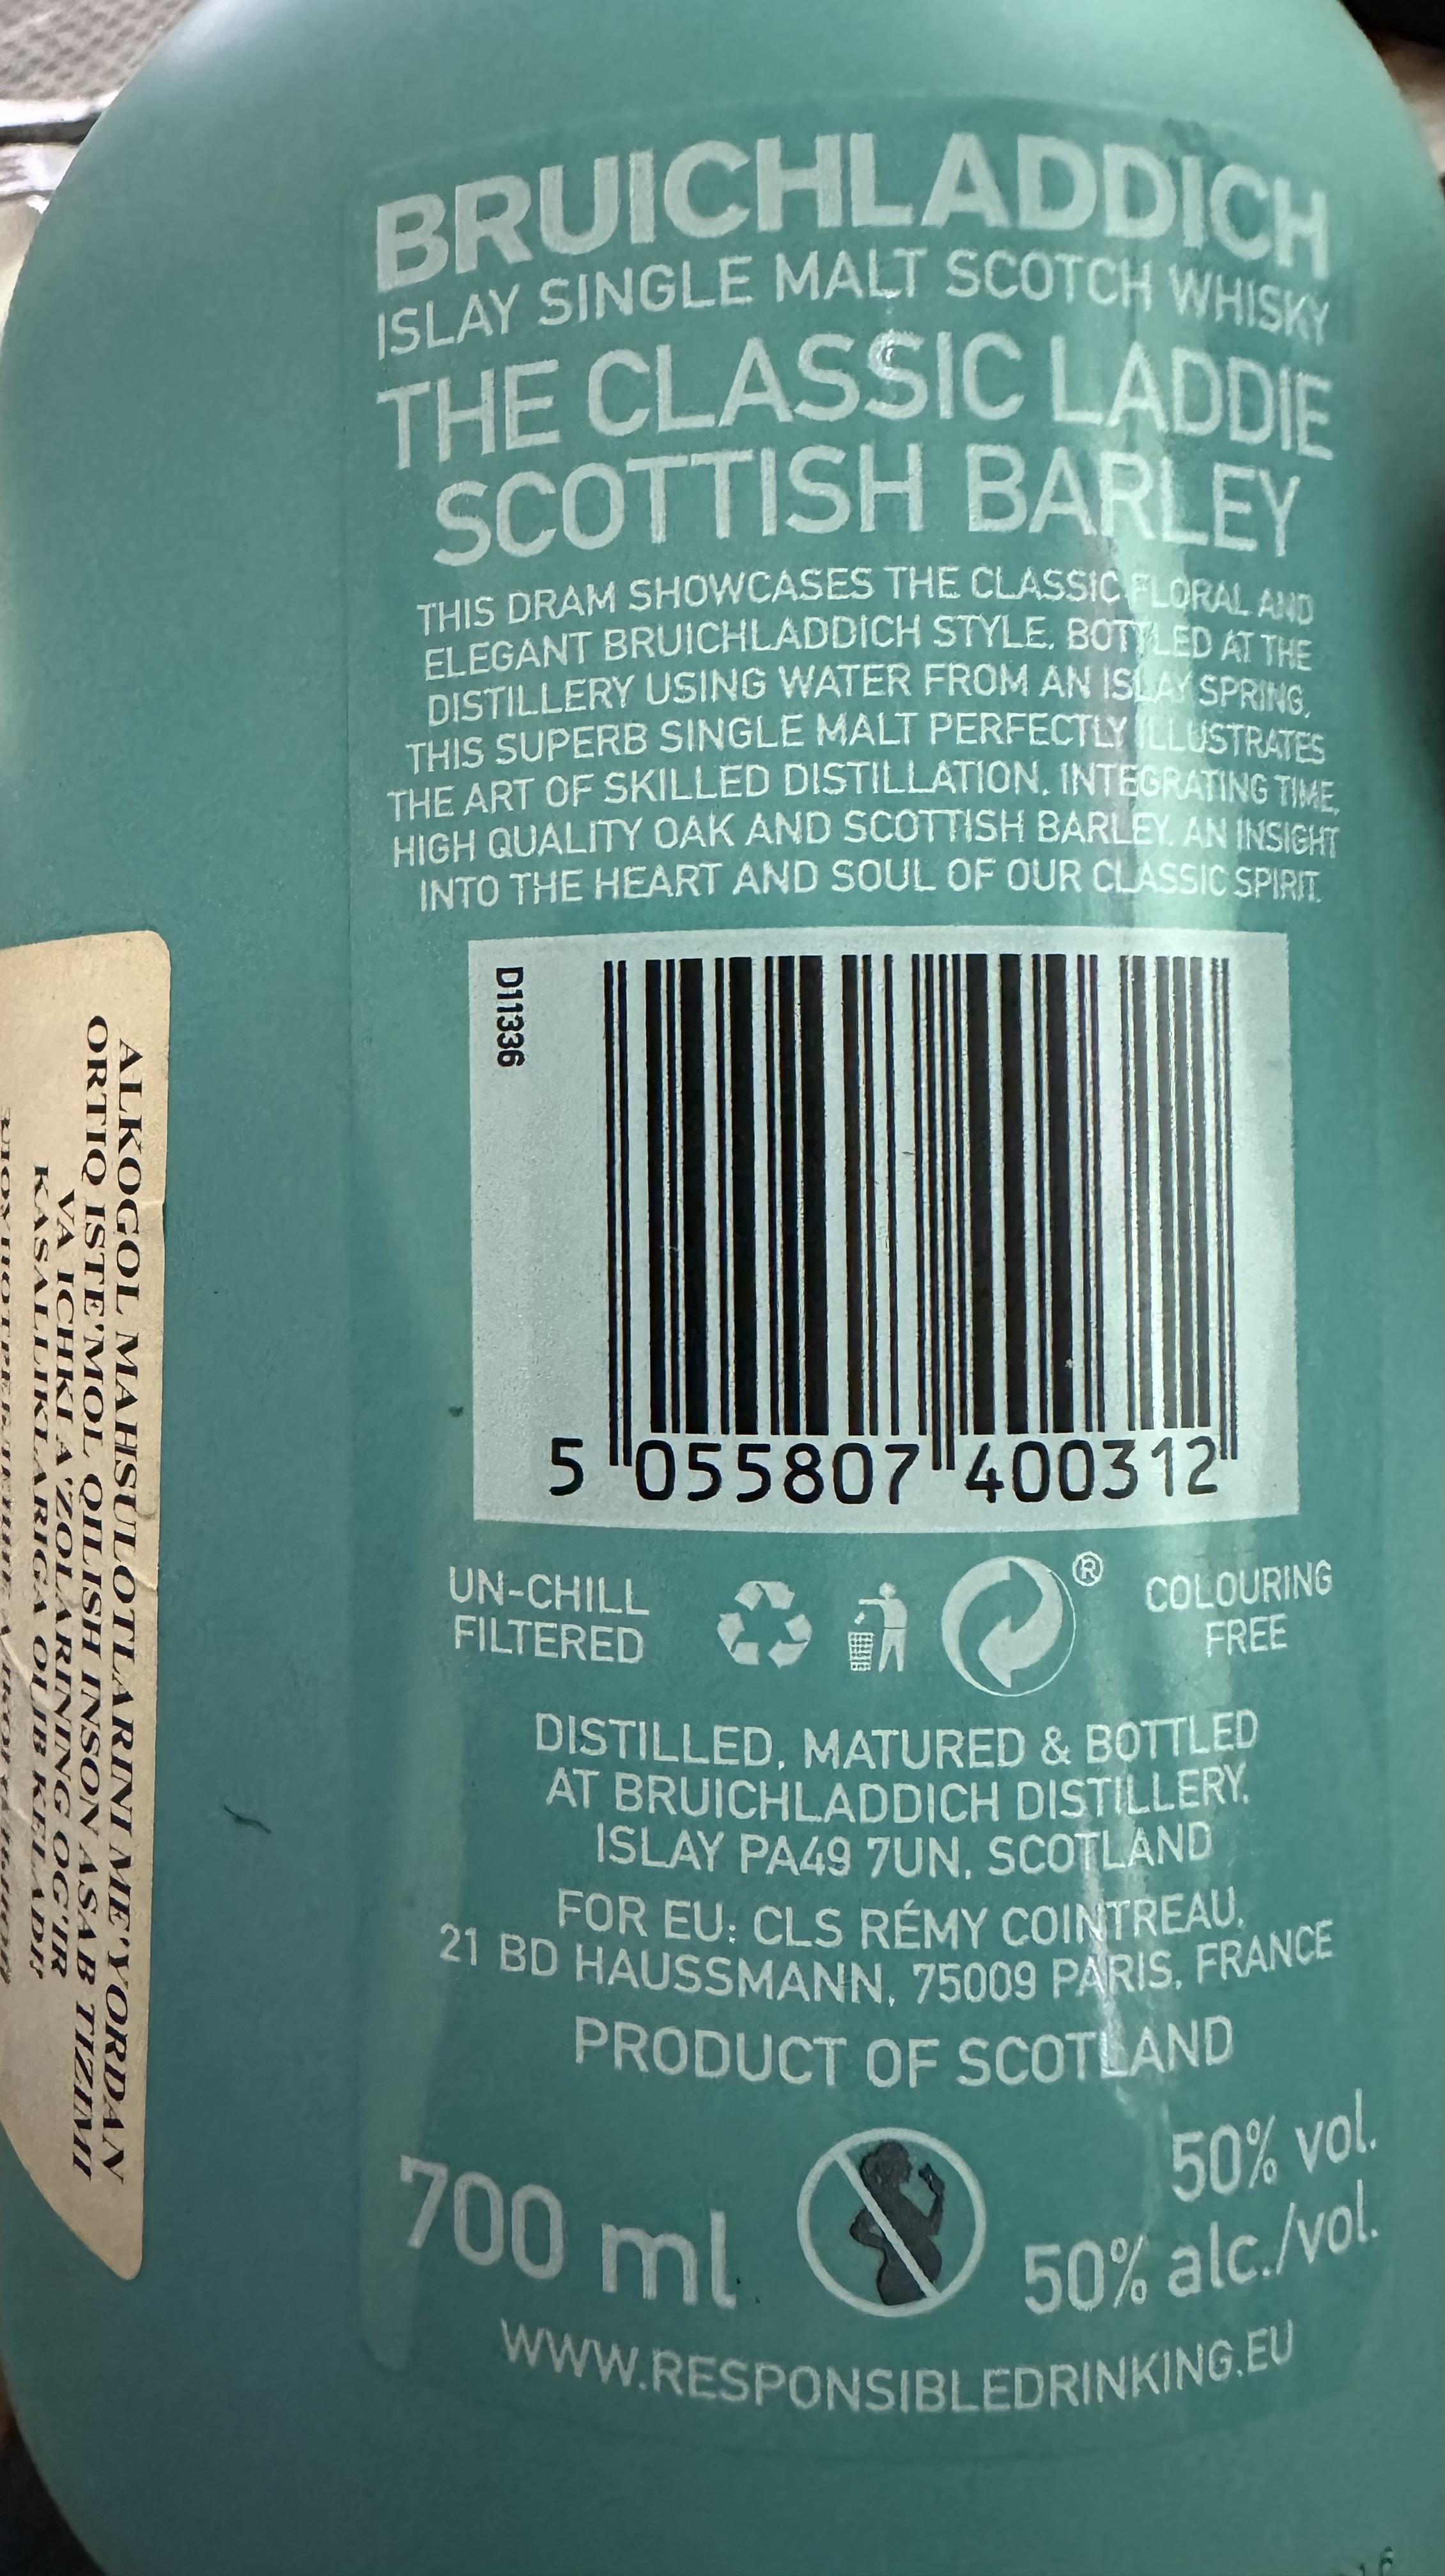 BRUICHLADDICH
ISLAY SINGLE MALT SCOTCH WHISKY
THE CLASSIC LADDIE
SCOTTISH BARLEY
THIS DRAM SHOWCASES THE CLASSIC FLORAL AND
ELEGANT BRUICHLADDICH STYLE. BOTTLED AT THE
DISTILLERY USING WATER FROM AN ISLAY SPRING,
THIS SUPERB SINGLE MALT PERFECTLY ILLUSTRATES
THE ART OF SKILLED DISTILLATION, INTEGRATING TIME,
HIGH QUALITY OAK AND SCOTTISH BARLEY. AN INSIGHT
INTO THE HEART AND SOUL OF OUR CLASSIC SPIRIT.
D11336
5 055807 400312
UN-CHILL
FILTERED
®
COLOURING
FREE
DISTILLED, MATURED & BOTTLED
AT BRUICHLADDICH DISTILLERY,
ISLAY PA49 7UN, SCOTLAND
FOR EU: CLS RÉMY COINTREAU,
21 BD HAUSSMANN, 75009 PARIS, FRANCE
PRODUCT OF SCOTLAND
700 ml
50% vol.
50% alc./vol.
WWW.RESPONSIBLEDRINKING.EU
ALKOGOL MAHSULOTLARINI ME'YORDAN
ORTIQ ISTE'MOL QILISH INSON ASAB TIZIMI
VA ICHKI A'ZOLARINING OG'IR
KASALLIKLARIGA OLIB KELADI!